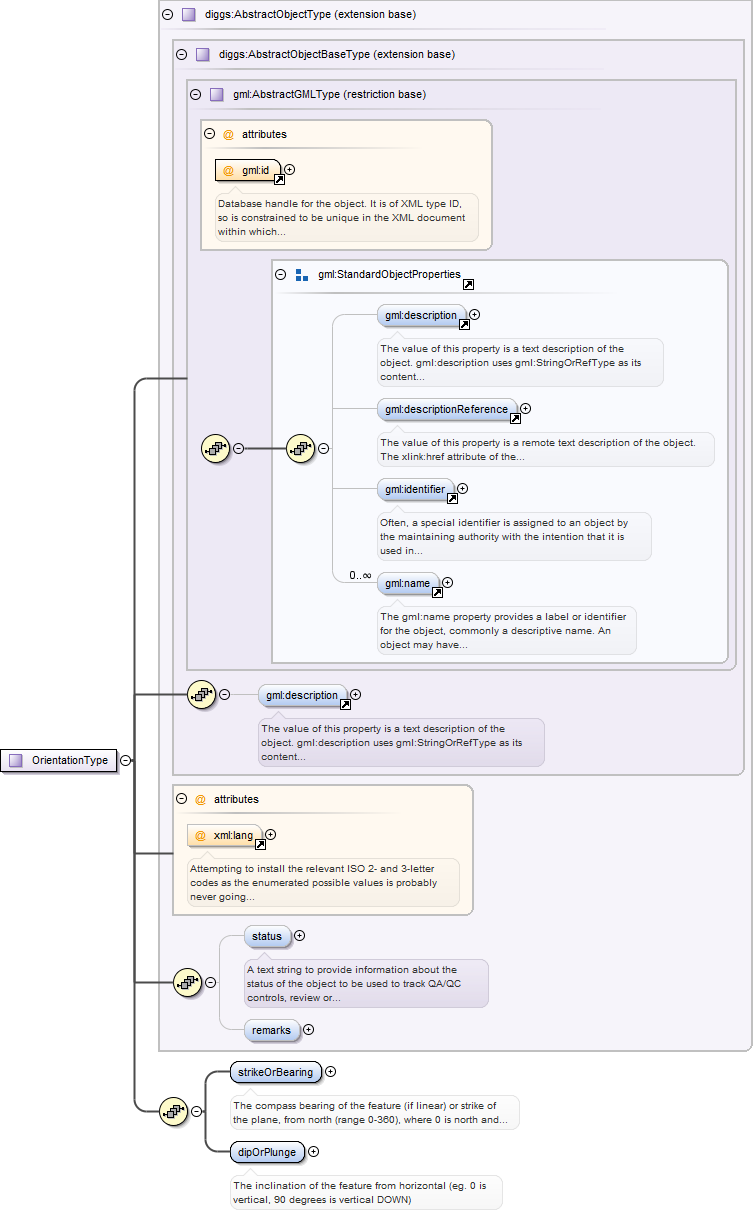 diggs:AbstractObjectType (extension base)
diggs:AbstractObjectBaseType (extension base)
gml:AbstractGMLType (restriction base)
@ attributes
@ gml:id
Database handle for the object. It is of XML type ID,
so is constrained to be unique in the XML document
within which...
gml:StandardObjectProperties
gml:description
The value of this property is a text description of the
object. gml:description uses gml:StringOrRefType as its
content...
gml:descriptionReference
The value of this property is a remote text description of the object.
The xlink:href attribute of the...
gml:identifier
Often, a special identifier is assigned to an object by
the maintaining authority with the intention that it is
used in...
0..∞
gml:name
The gml:name property provides a label or identifier
for the object, commonly a descriptive name. An
object may have...
gml:description
The value of this property is a text description of the
object. gml:description uses gml:StringOrRefType as its
content...
OrientationType
@ attributes
@ xml:lang
Attempting to install the relevant ISO 2- and 3-letter
codes as the enumerated possible values is probably
never going...
status
A text string to provide information about the
status of the object to be used to track QA/QC
controls, review or...
remarks
strikeOrBearing
The compass bearing of the feature (if linear) or strike of
the plane, from north (range 0-360), where 0 is north and...
dipOrPlunge
The inclination of the feature from horizontal (eg. 0 is
vertical, 90 degrees is vertical DOWN)